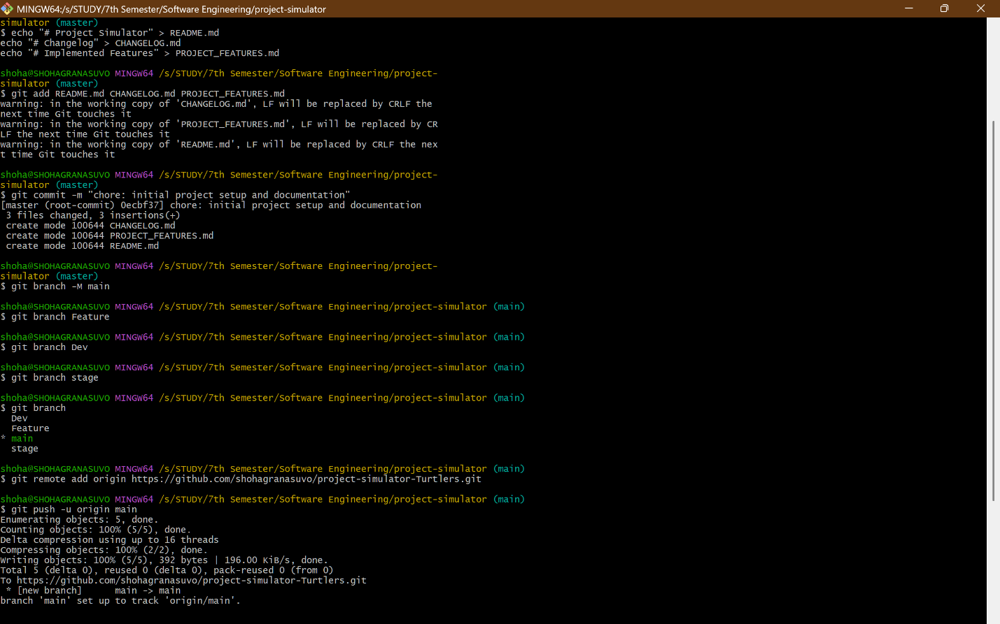 MINGW64:/s/STUDY/7th Semester/Software Engineering/project-simulator
simulator (master)
$ echo "# Project Simulator" > README.md
echo "# Changelog" > CHANGELOG.md
echo "# Implemented Features" > PROJECT_FEATURES.md
shoha@SHOHAGRANASUVO MINGW64 /s/STUDY/7th Semester/Software Engineering/project-
simulator (master)
$ git add README.md CHANGELOG.md PROJECT_FEATURES.md
warning: in the working copy of 'CHANGELOG.md', LF will be replaced by CRLF the
next time Git touches it
warning: in the working copy of 'PROJECT_FEATURES.md', LF will be replaced by CR
LF the next time Git touches it
warning: in the working copy of 'README.md', LF will be replaced by CRLF the nex
t time Git touches it
shoha@SHOHAGRANASUVO MINGW64 /s/STUDY/7th Semester/Software Engineering/project-
simulator (master)
$ git commit -m "chore: initial project setup and documentation"
[master (root-commit) 0ecbf37] chore: initial project setup and documentation
3 files changed, 3 insertions(+)
create mode 100644 CHANGELOG.md
create mode 100644 PROJECT_FEATURES.md
create mode 100644 README.md
shoha@SHOHAGRANASUVO MINGW64 /s/STUDY/7th Semester/Software Engineering/project-
simulator (master)
$ git branch -M main
shoha@SHOHAGRANASUVO MINGW64 /s/STUDY/7th Semester/Software Engineering/project-simulator (main)
$ git branch Feature
shoha@SHOHAGRANASUVO MINGW64 /s/STUDY/7th Semester/Software Engineering/project-simulator (main)
$ git branch Dev
shoha@SHOHAGRANASUVO MINGW64 /s/STUDY/7th Semester/Software Engineering/project-simulator (main)
$ git branch stage
shoha@SHOHAGRANASUVO MINGW64 /s/STUDY/7th Semester/Software Engineering/project-simulator (main)
$ git branch
Dev
Feature
* main
stage
shoha@SHOHAGRANASUVO MINGW64 /s/STUDY/7th Semester/Software Engineering/project-simulator (main)
$ git remote add origin https://github.com/shohagranasuvo/project-simulator-Turtlers.git
shoha@SHOHAGRANASUVO MINGW64 /s/STUDY/7th Semester/Software Engineering/project-simulator (main)
$ git push -u origin main
Enumerating objects: 5, done.
Counting objects: 100% (5/5), done.
Delta compression using up to 16 threads
Compressing objects: 100% (2/2), done.
Writing objects: 100% (5/5), 392 bytes | 196.00 KiB/s, done.
Total 5 (delta 0), reused 0 (delta 0), pack-reused 0 (from 0)
To https://github.com/shohagranasuvo/project-simulator-Turtlers.git
* [new branch] main -> main
branch 'main' set up to track 'origin/main'.